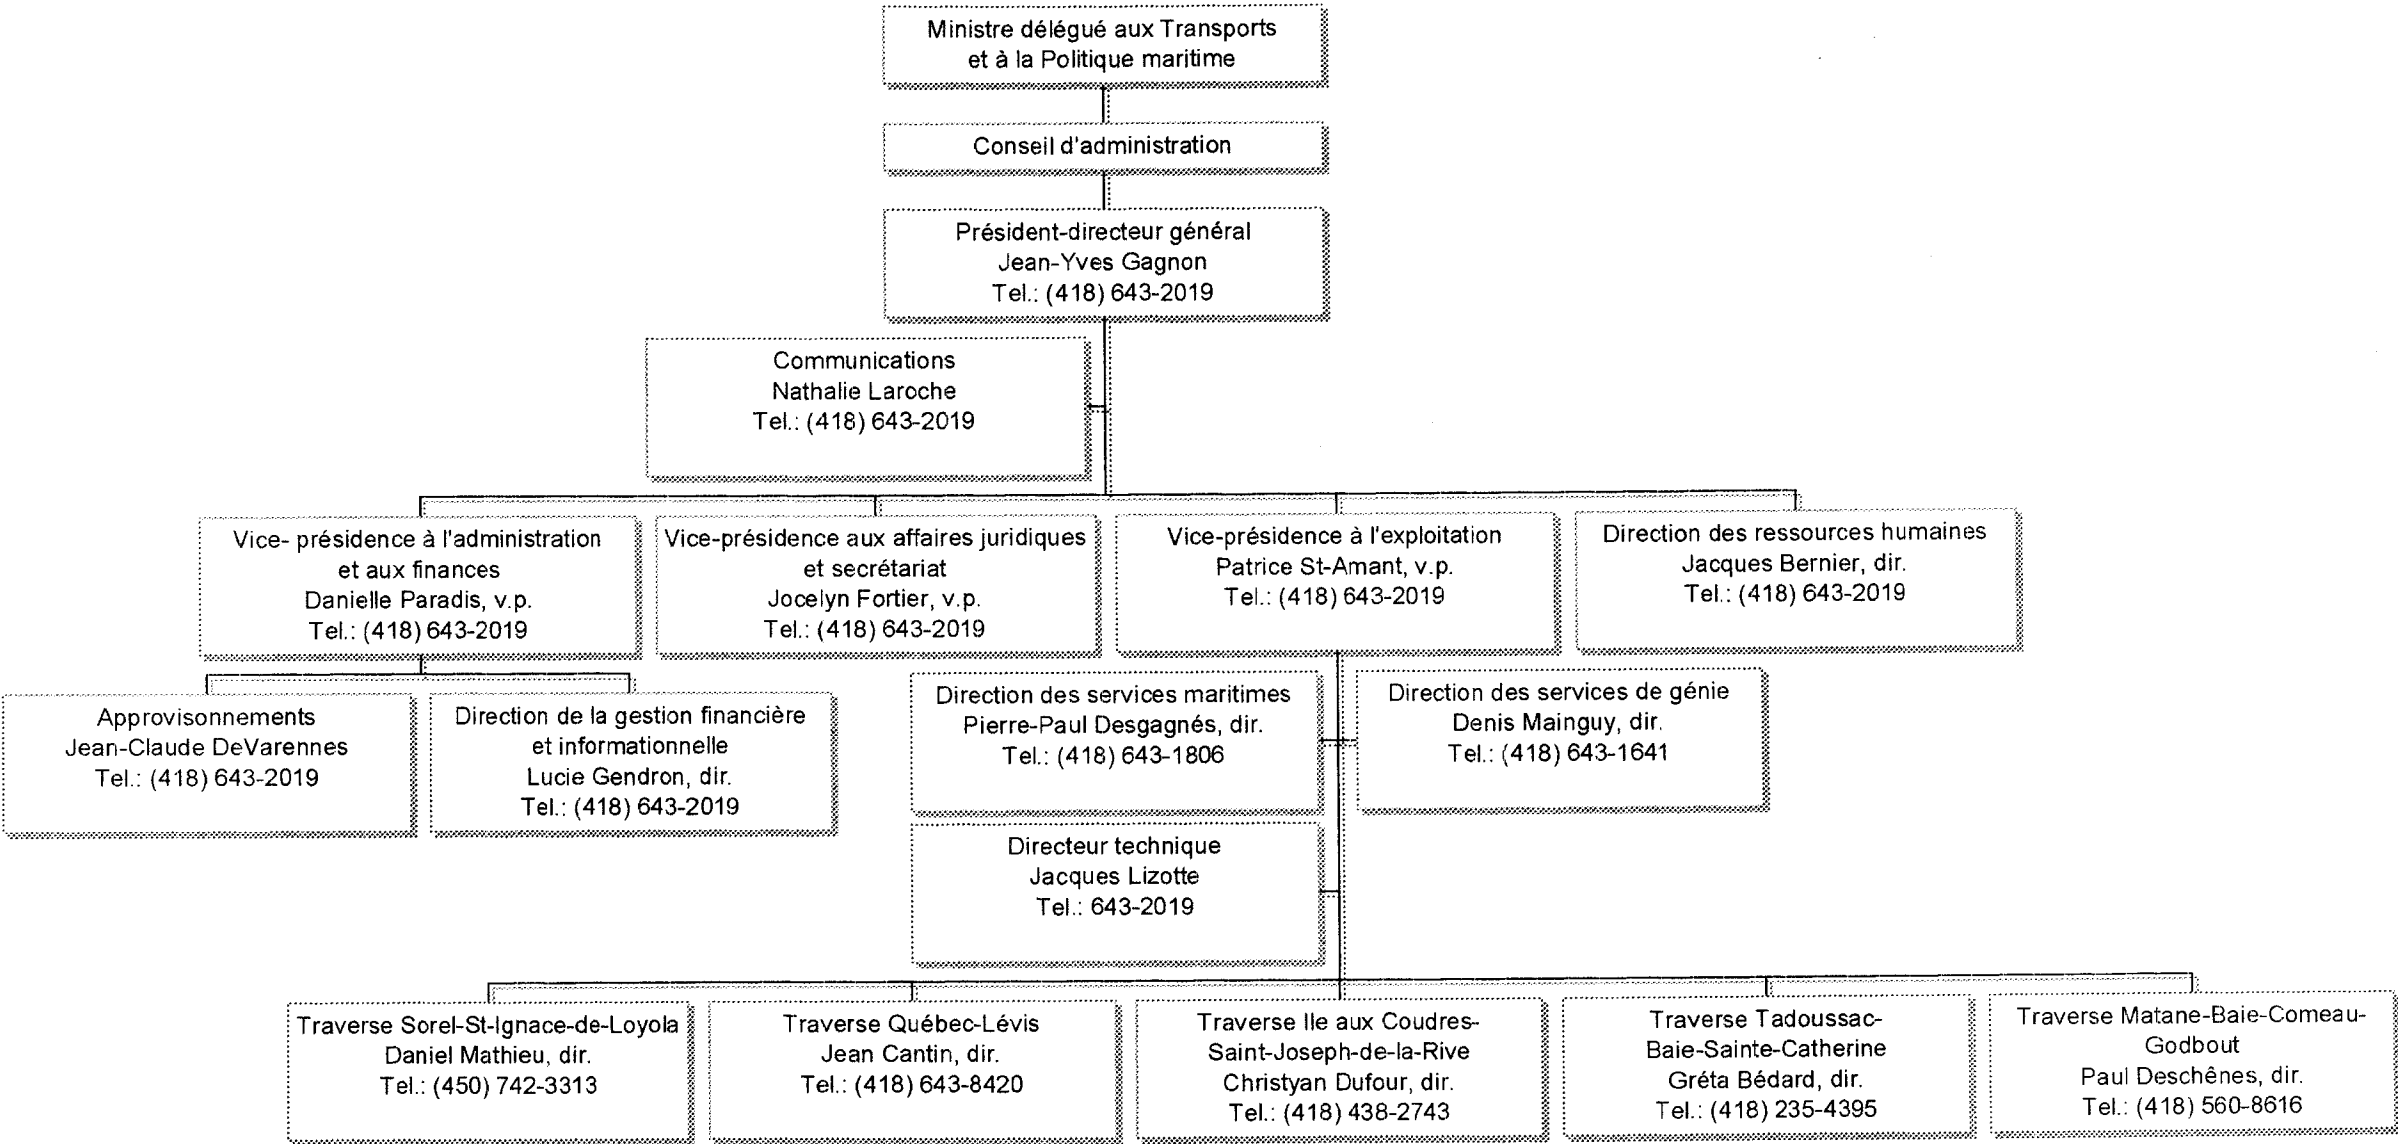 Ministre délégué aux Transports
et à la Politique maritime
Conseil d'administration
Président-directeur général
Jean-Yves Gagnon
Tel.: (418) 643-2019
Communications
Nathalie Laroche
Tel.: (418) 643-2019
Vice- présidence à l'administration
et aux finances
Danielle Paradis, v.p.
Tel.: (418) 643-2019
Vice-présidence aux affaires juridiques
et secrétariat
Jocelyn Fortier, v.p.
Tel.: (418) 643-2019
Vice-présidence à l'exploitation
Patrice St-Amant, v.p.
Tel.: (418) 643-2019
Direction des ressources humaines
Jacques Bernier, dir.
Tel.: (418) 643-2019
Approvisonnements
Jean-Claude DeVarennes
Tel.: (418) 643-2019
Direction de la gestion financière
et informationnelle
Lucie Gendron, dir.
Tel.: (418) 643-2019
Direction des services maritimes
Pierre-Paul Desgagnés, dir.
Tel.: (418) 643-1806
Direction des services de génie
Denis Mainguy, dir.
Tel.: (418) 643-1641
Directeur technique
Jacques Lizotte
Tel.: 643-2019
Traverse Sorel-St-Ignace-de-Loyola
Daniel Mathieu, dir.
Tel.: (450) 742-3313
Traverse Québec-Lévis
Jean Cantin, dir.
Tel.: (418) 643-8420
Traverse Ile aux Coudres-
Saint-Joseph-de-la-Rive
Christyan Dufour, dir.
Tel.: (418) 438-2743
Traverse Tadoussac-
Baie-Sainte-Catherine
Gréta Bédard, dir.
Tel.: (418) 235-4395
Traverse Matane-Baie-Comeau-
Godbout
Paul Deschênes, dir.
Tel.: (418) 560-8616